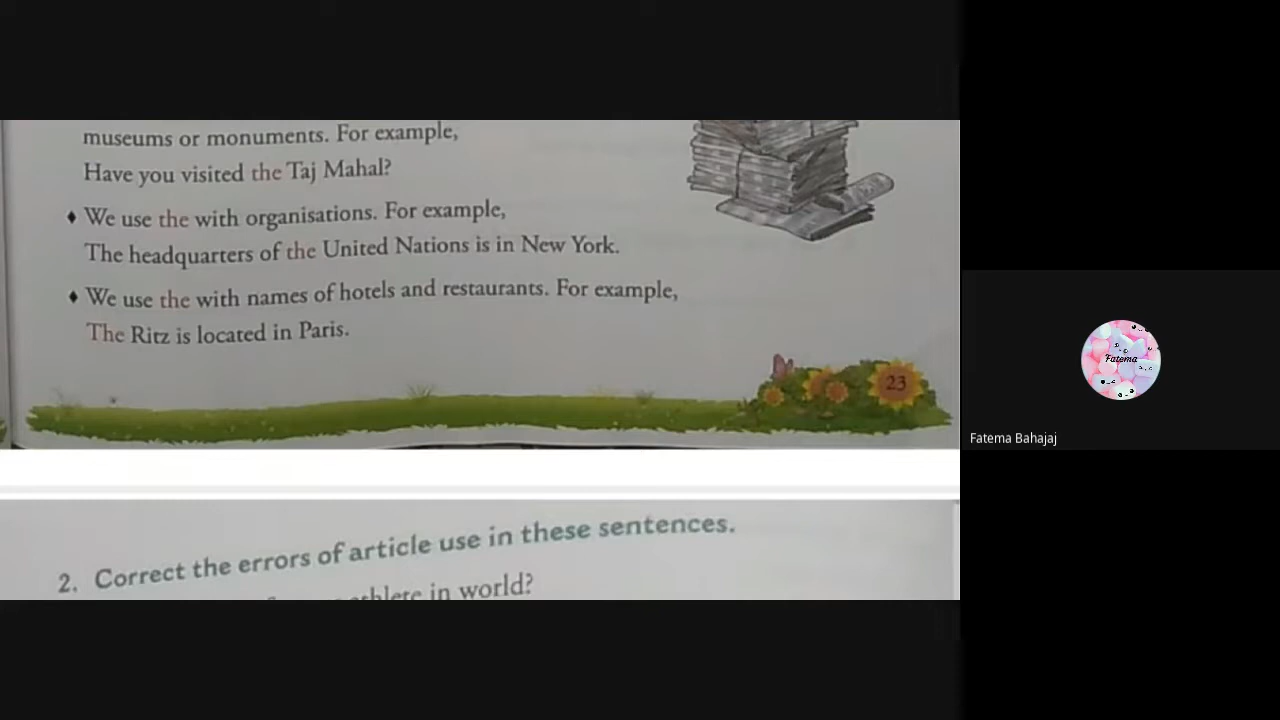 museums or monuments. For example,
Have you visited the Taj Mahal?
♦ We use the with organisations. For example,
The headquarters of the United Nations is in New York.
♦ We use the with names of hotels and restaurants. For example,
The Ritz is located in Paris.
23
2. Correct the errors of article use in these sentences.
in world?
Fatema
Fatema Bahajaj